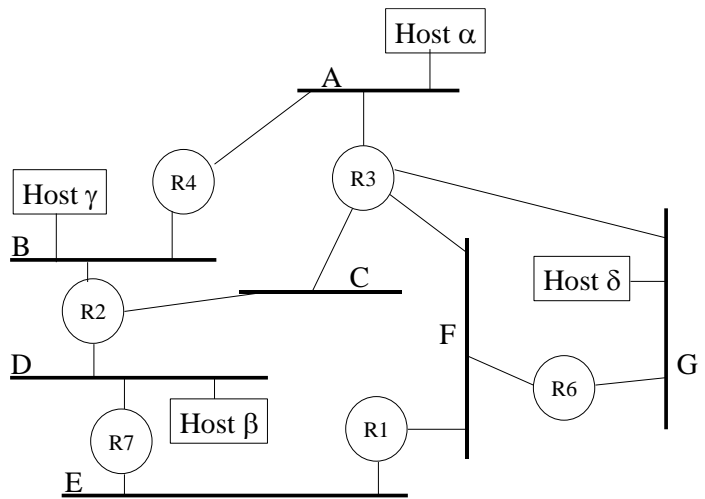 Host α
A
R4
R3
Host γ
B
C
Host δ
R2
F
D
G
R6
Host β
R1
R7
E